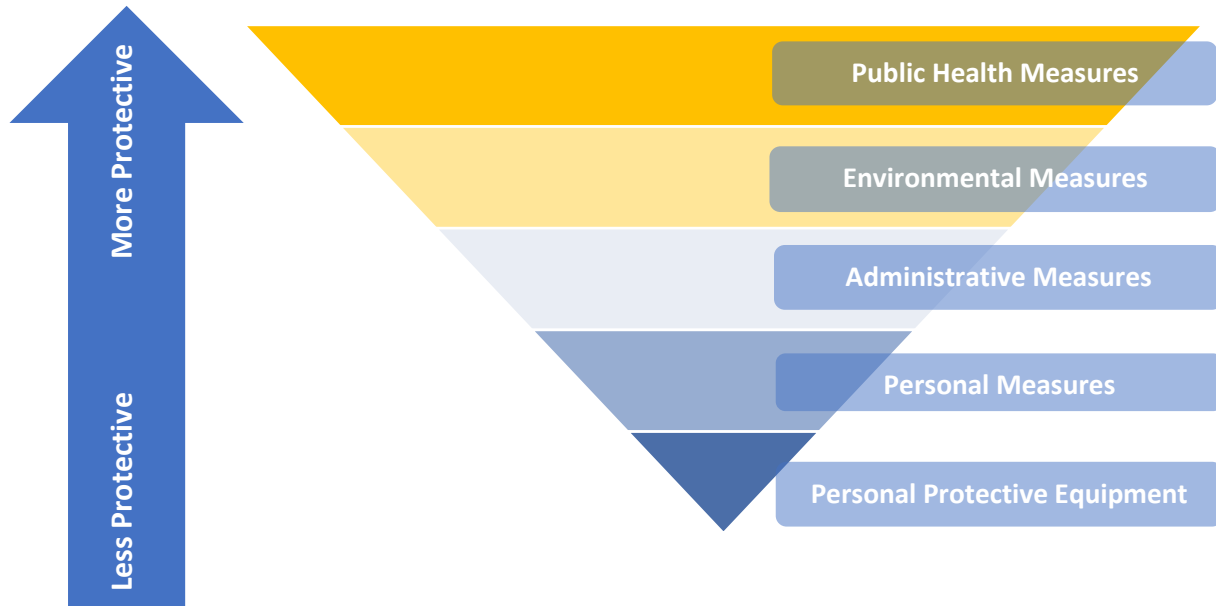 More Protective
Less Protective
Public Health Measures
Environmental Measures
Administrative Measures
Personal Measures
Personal Protective Equipment